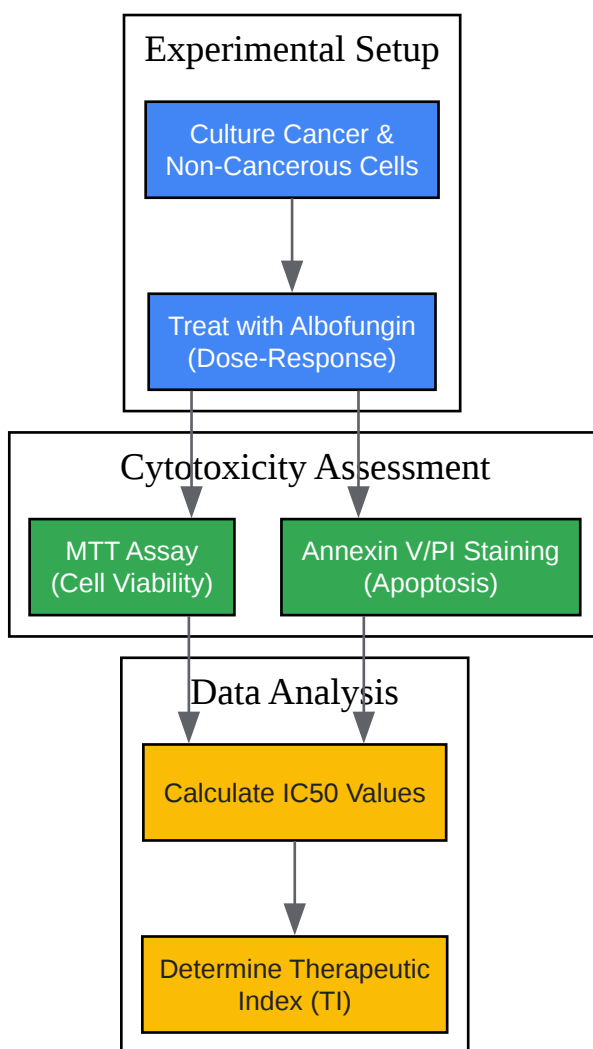 Experimental Setup
Culture Cancer &
Non-Cancerous Cells
Treat with Albofungin
(Dose-Response)
Cytotoxicity Assessment
MTT Assay
(Cell Viability)
Annexin V/PI Staining
(Apoptosis)
Data Analysis
Calculate IC50 Values
Determine Therapeutic
Index (TI)